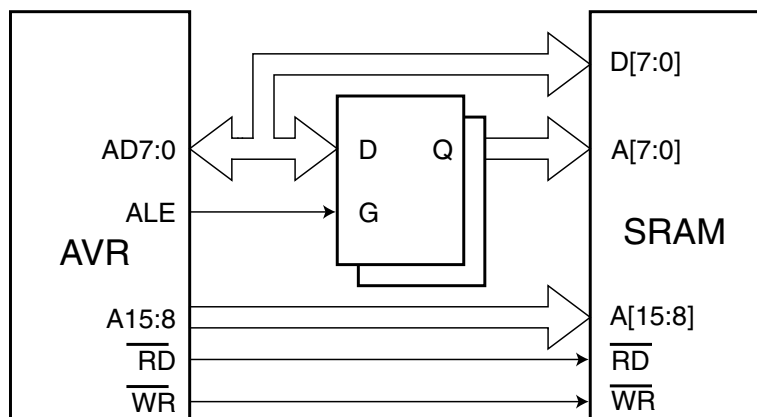 D[7:0]
AD7:0
D
Q
A[7:0]
ALE
G
AVR
SRAM
A15:8
A[15:8]
RD
RD
WR
WR